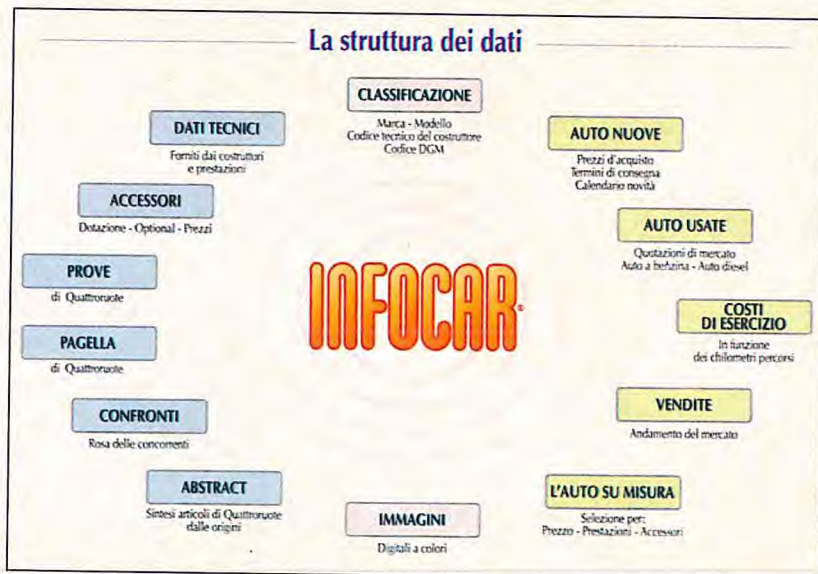 La struttura dei dati
CLASSIFICAZIONE
Marca - Modello
Codice tecnico del costruttore
Codice DGM
DATI TECNICI
Forniti dai costruttori
e prestazioni
ACCESSORI
Dotazione - Optional - Prezzi
PROVE
di Quattroruote
PAGELLA
di Quattroruote
CONFRONTI
Rosa delle concorrenti
ABSTRACT
Sintesi articoli di Quattroruote
dalle origini
INFOCAR®
IMMAGINI
Digitali a colori
AUTO NUOVE
Prezzi d'acquisto
Termini di consegna
Calendario novità
AUTO USATE
Quotazioni di mercato
Auto a benzina - Auto diesel
COSTI
DI ESERCIZIO
In funzione
dei chilometri percorsi
VENDITE
Andamento del mercato
L'AUTO SU MISURA
Selezione per:
Prezzo - Prestazioni - Accessori